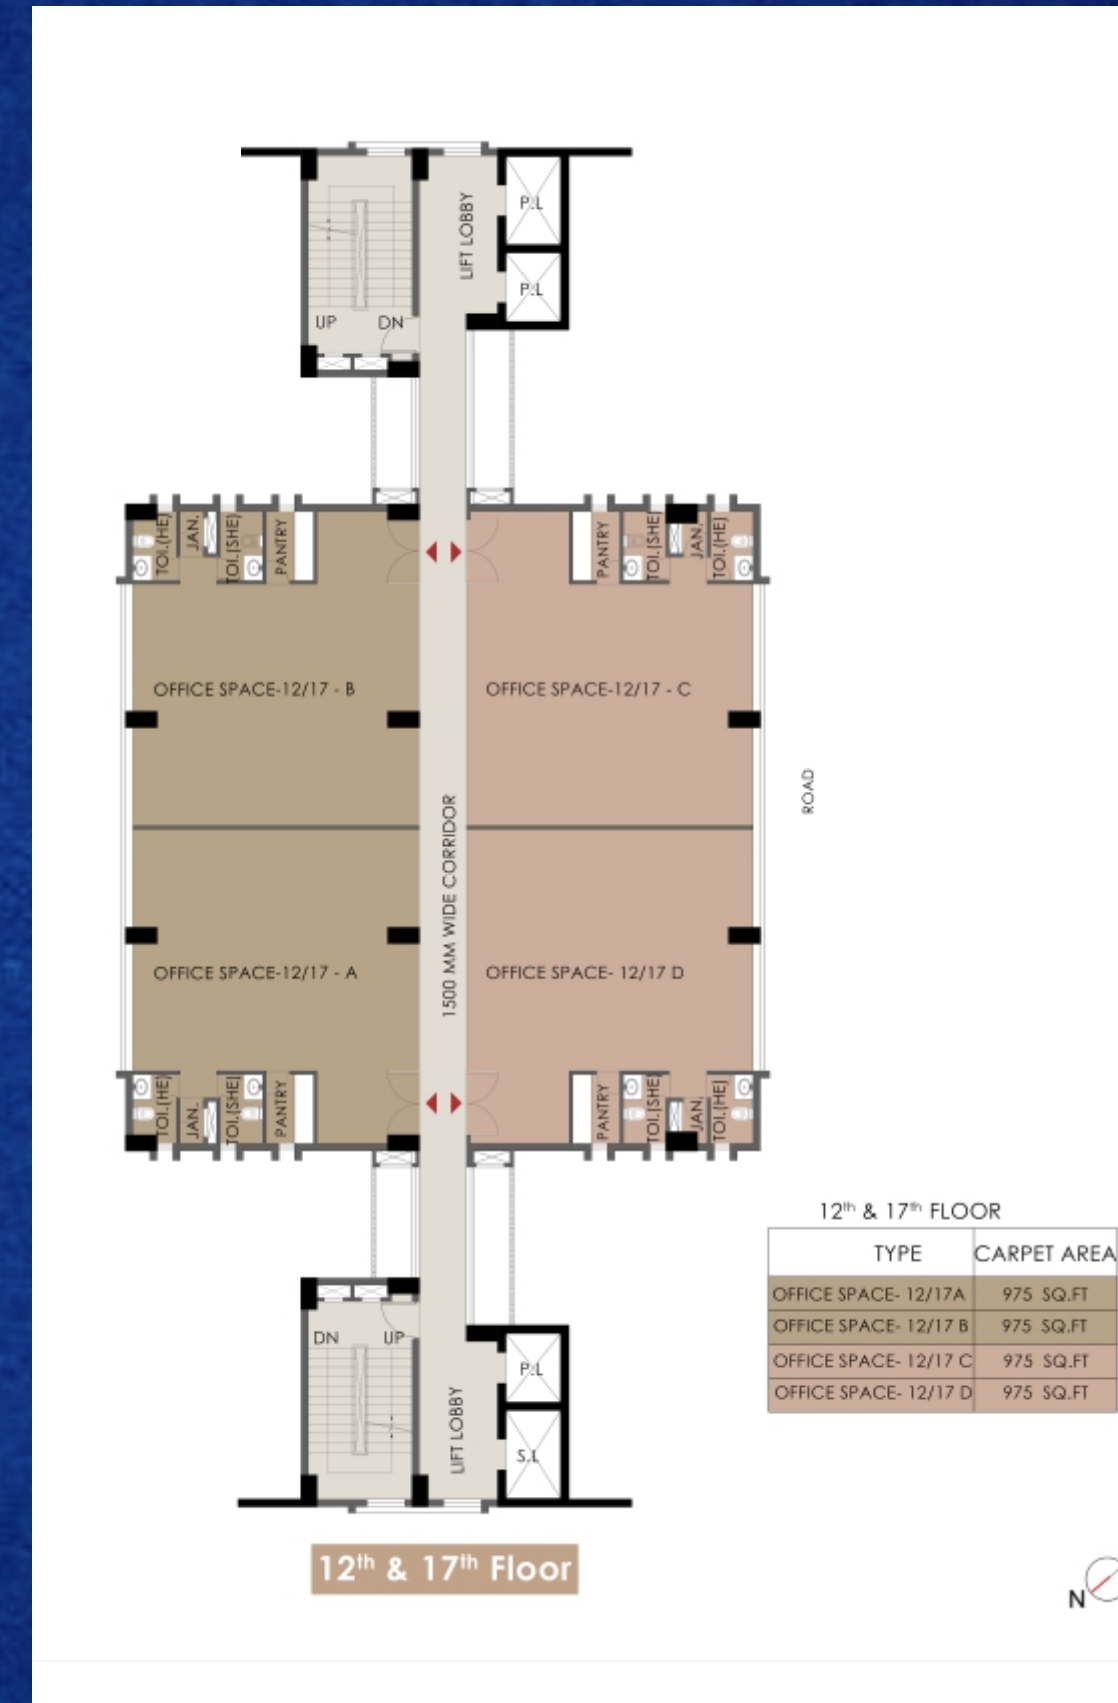 LIFT LOBBY
P.L
P.L
UP
DN
TOI.(HE)
JAN.
TOI.(SHE)
PANTRY
PANTRY
TOI.(SHE)
JAN.
TOI.(HE)
OFFICE SPACE-12/17 - B
OFFICE SPACE-12/17 - C
ROAD
1500 MM WIDE CORRIDOR
OFFICE SPACE-12/17 - A
OFFICE SPACE- 12/17 D
TOI.(HE)
JAN.
TOI.(SHE)
PANTRY
PANTRY
TOI.(SHE)
JAN.
TOI.(HE)
12th & 17th FLOOR
TYPE CARPET AREA
OFFICE SPACE- 12/17A 975 SQ.FT
OFFICE SPACE- 12/17 B 975 SQ.FT
OFFICE SPACE- 12/17 C 975 SQ.FT
OFFICE SPACE- 12/17 D 975 SQ.FT
DN
UP
P.L
LIFT LOBBY
S.L
12th & 17th Floor
N